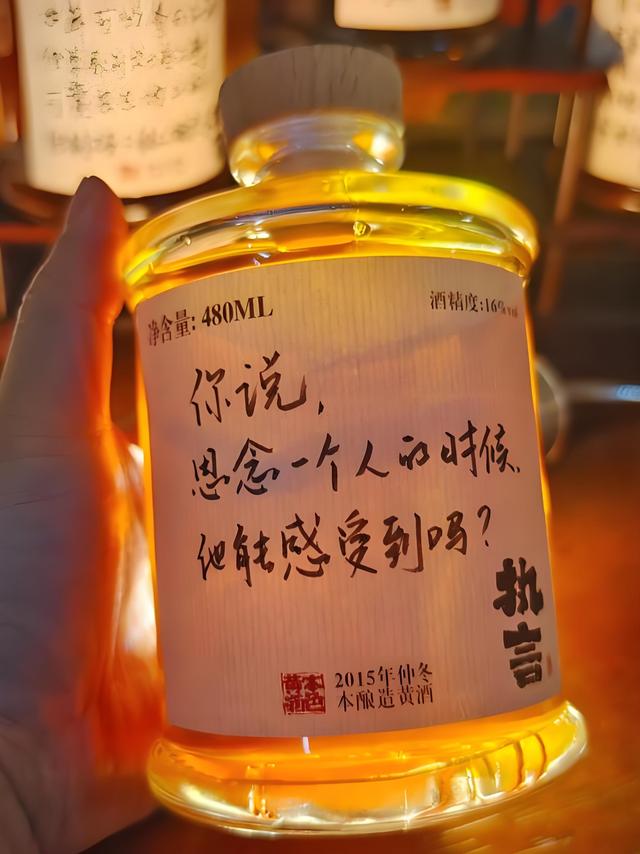 净含量: 480ML
酒精度:16%vol
你说，
思念一个人的时候，
他能感受到吗？
执言
2015年仲冬
本酿造黄酒